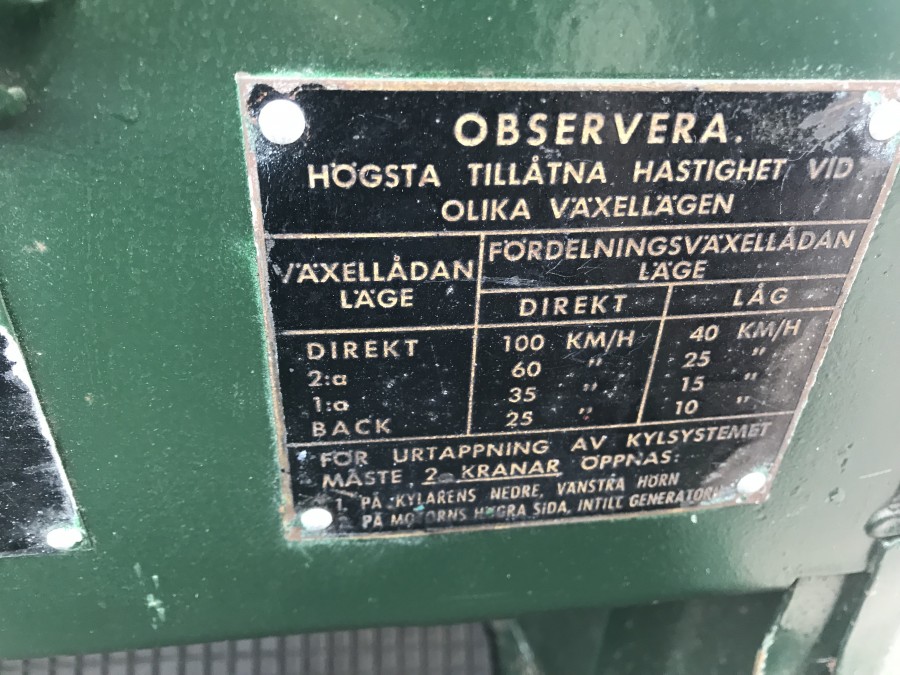 OBSERVERA.
HÖGSTA TILLÅTNA HASTIGHET VID
OLIKA VÄXELLÄGEN
VÄXELLÅDAN LÄGE
FÖRDELNINGSVÄXELLÅDAN LÄGE
DIREKT LÅG
DIREKT 100 KM/H 40 KM/H
2:a 60 " 25 "
1:a 35 " 15 "
BACK 25 " 10 "
FÖR URTAPPNING AV KYLSYSTEMET
MÅSTE 2 KRANAR ÖPPNAS:
1. PÅ KYLARENS NEDRE, VÄNSTRA HÖRN
2. PÅ MOTORNS HÖGRA SIDA, INTILL